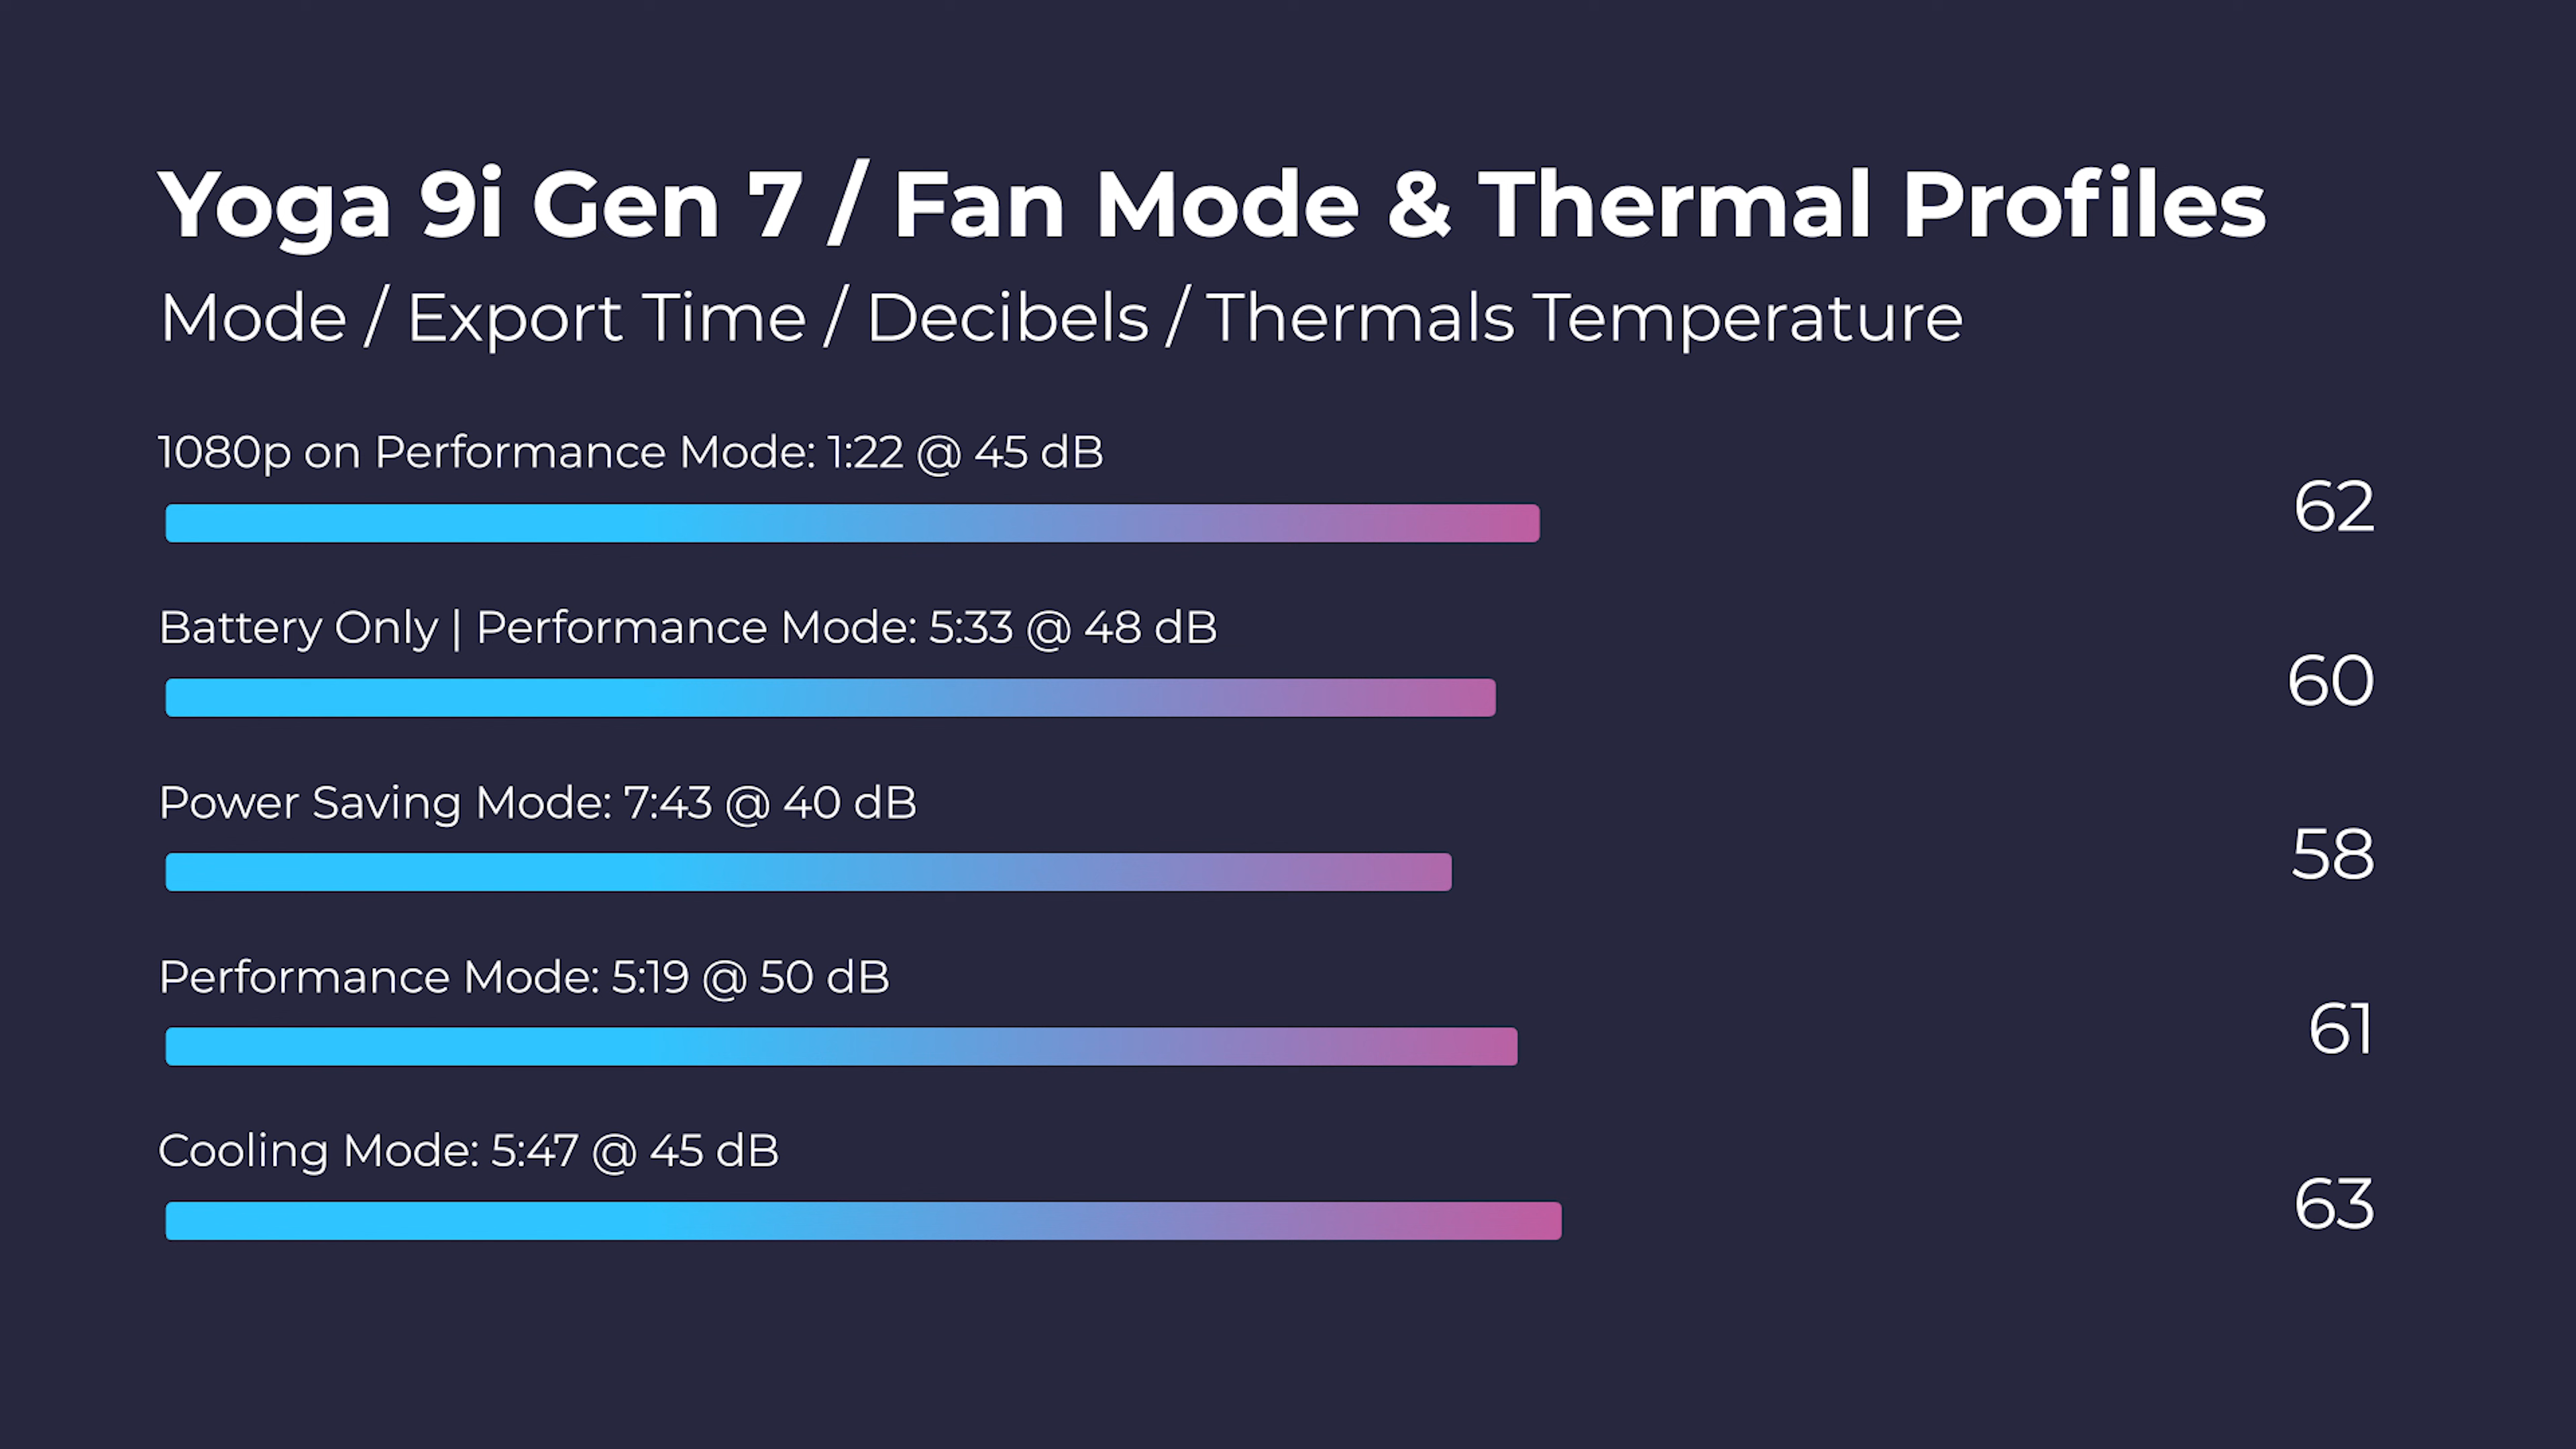 Yoga 9i Gen 7 / Fan Mode & Thermal Profiles
Mode / Export Time / Decibels / Thermals Temperature
1080p on Performance Mode: 1:22 @ 45 dB
62
Battery Only | Performance Mode: 5:33 @ 48 dB
60
Power Saving Mode: 7:43 @ 40 dB
58
Performance Mode: 5:19 @ 50 dB
61
Cooling Mode: 5:47 @ 45 dB
63